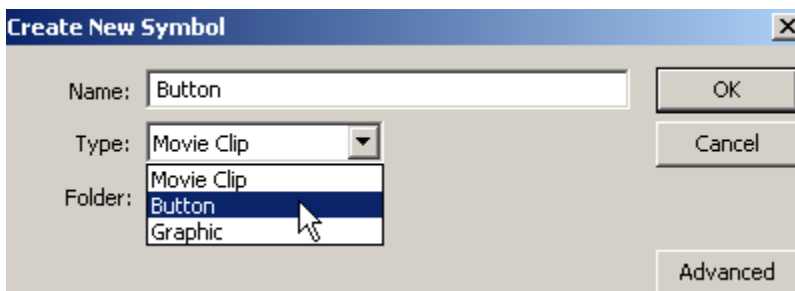 Create New Symbol
Name: Button OK
Type: Movie Clip Cancel
Movie Clip
Folder: Button
Graphic
Advanced